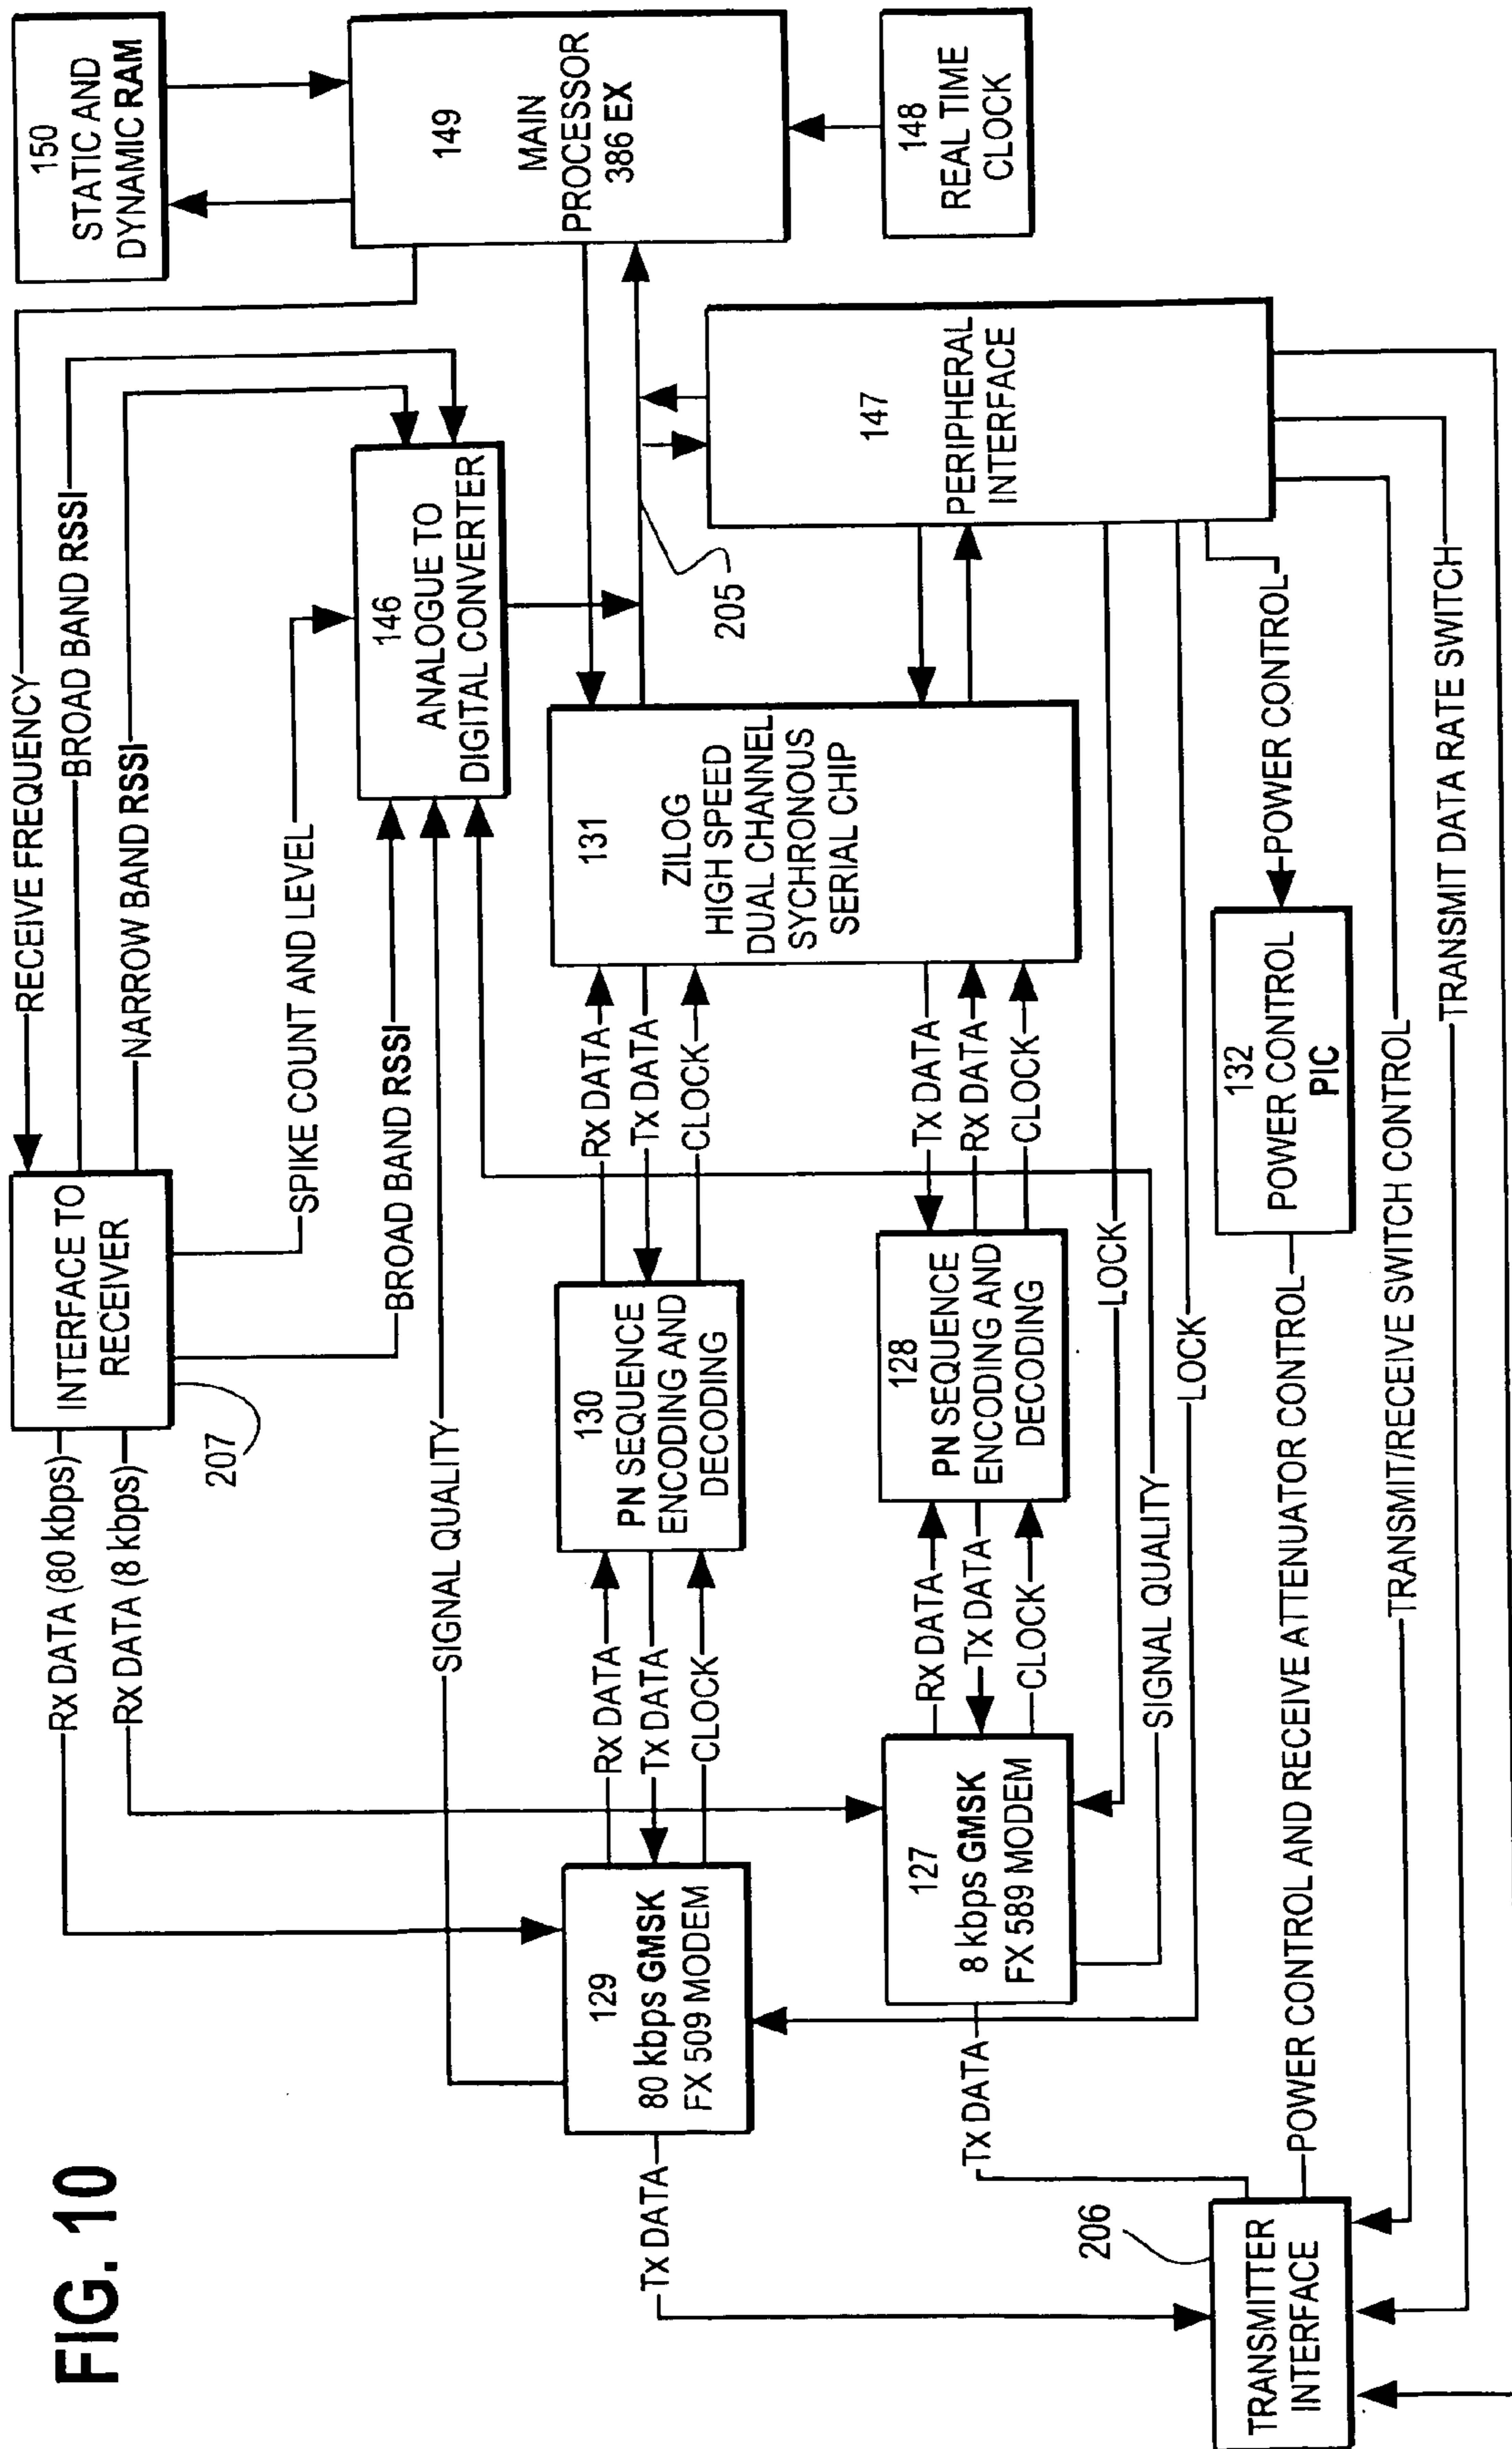 FIG. 10
Rx DATA (80 kbps)
Rx DATA (8 kbps)
207
INTERFACE TO
RECEIVER
RECEIVE FREQUENCY
BROAD BAND RSSI
NARROW BAND RSSI
SPIKE COUNT AND LEVEL
BROAD BAND RSSI
SIGNAL QUALITY
150
STATIC AND
DYNAMIC RAM
149
MAIN
PROCESSOR
386 EX
148
REAL TIME
CLOCK
146
ANALOGUE TO
DIGITAL CONVERTER
205
129
80 kbps GMSK
FX 509 MODEM
Rx DATA
Tx DATA
CLOCK
130
PN SEQUENCE
ENCODING AND
DECODING
Rx DATA
Tx DATA
CLOCK
131
ZILOG
HIGH SPEED
DUAL CHANNEL
SYCHRONOUS
SERIAL CHIP
147
PERIPHERAL
INTERFACE
Tx DATA
127
8 kbps GMSK
FX 589 MODEM
Rx DATA
Tx DATA
CLOCK
128
PN SEQUENCE
ENCODING AND
DECODING
Tx DATA
Rx DATA
CLOCK
Tx DATA
LOCK
SIGNAL QUALITY
LOCK
206
TRANSMITTER
INTERFACE
POWER CONTROL AND RECEIVE ATTENUATOR CONTROL
132
POWER CONTROL
PIC
POWER CONTROL
TRANSMIT/RECEIVE SWITCH CONTROL
TRANSMIT DATA RATE SWITCH